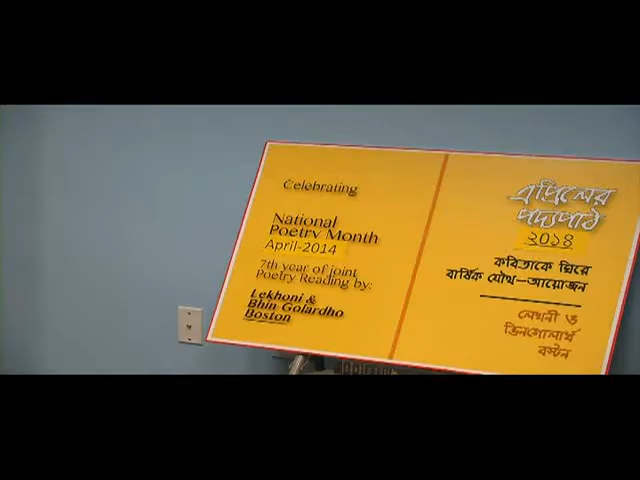 Celebrating
National
Poetry Month
April-2014
7th year of joint
Poetry Reading by:
Lekhoni &
Bhin Golardho
Boston
এপ্রিলের
পদ্যপাঠ
২০১৪
কবিতাকে ঘিরে
বার্ষিক যৌথ-আয়োজন
লেখনী ও
ভিনগোলার্ধ
বস্টন